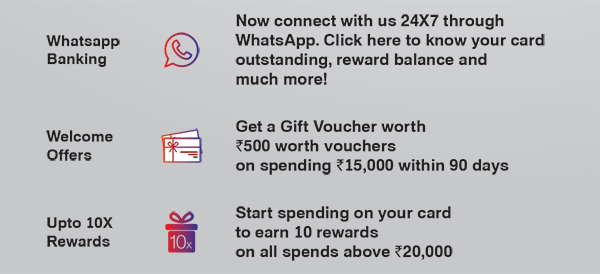 Whatsapp
Banking
Now connect with us 24X7 through
WhatsApp. Click here to know your card
outstanding, reward balance and
much more!
Welcome
Offers
Get a Gift Voucher worth
₹500 worth vouchers
on spending ₹15,000 within 90 days
Upto 10X
Rewards
10x
Start spending on your card
to earn 10 rewards
on all spends above ₹20,000